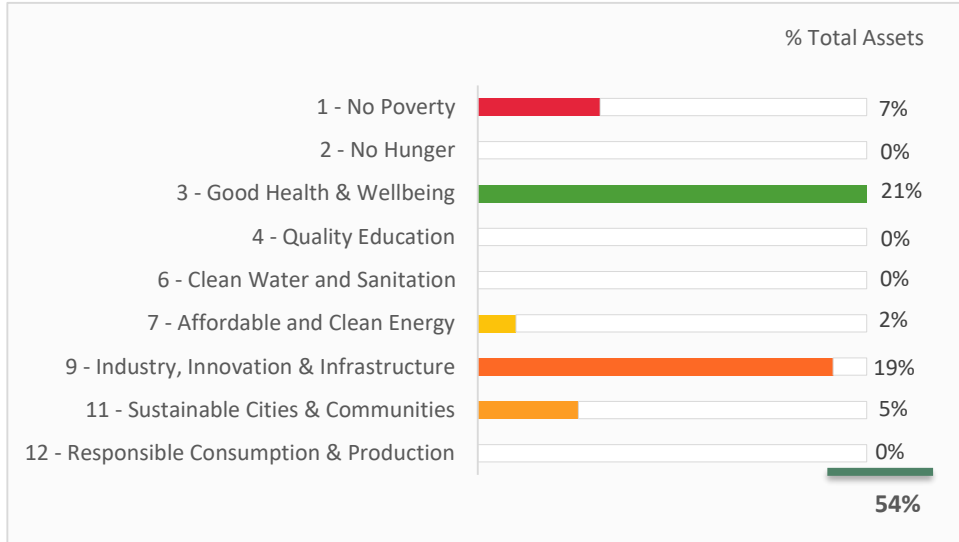 % Total Assets
1 - No Poverty 7%
2 - No Hunger 0%
3 - Good Health & Wellbeing 21%
4 - Quality Education 0%
6 - Clean Water and Sanitation 0%
7 - Affordable and Clean Energy 2%
9 - Industry, Innovation & Infrastructure 19%
11 - Sustainable Cities & Communities 5%
12 - Responsible Consumption & Production 0%
54%